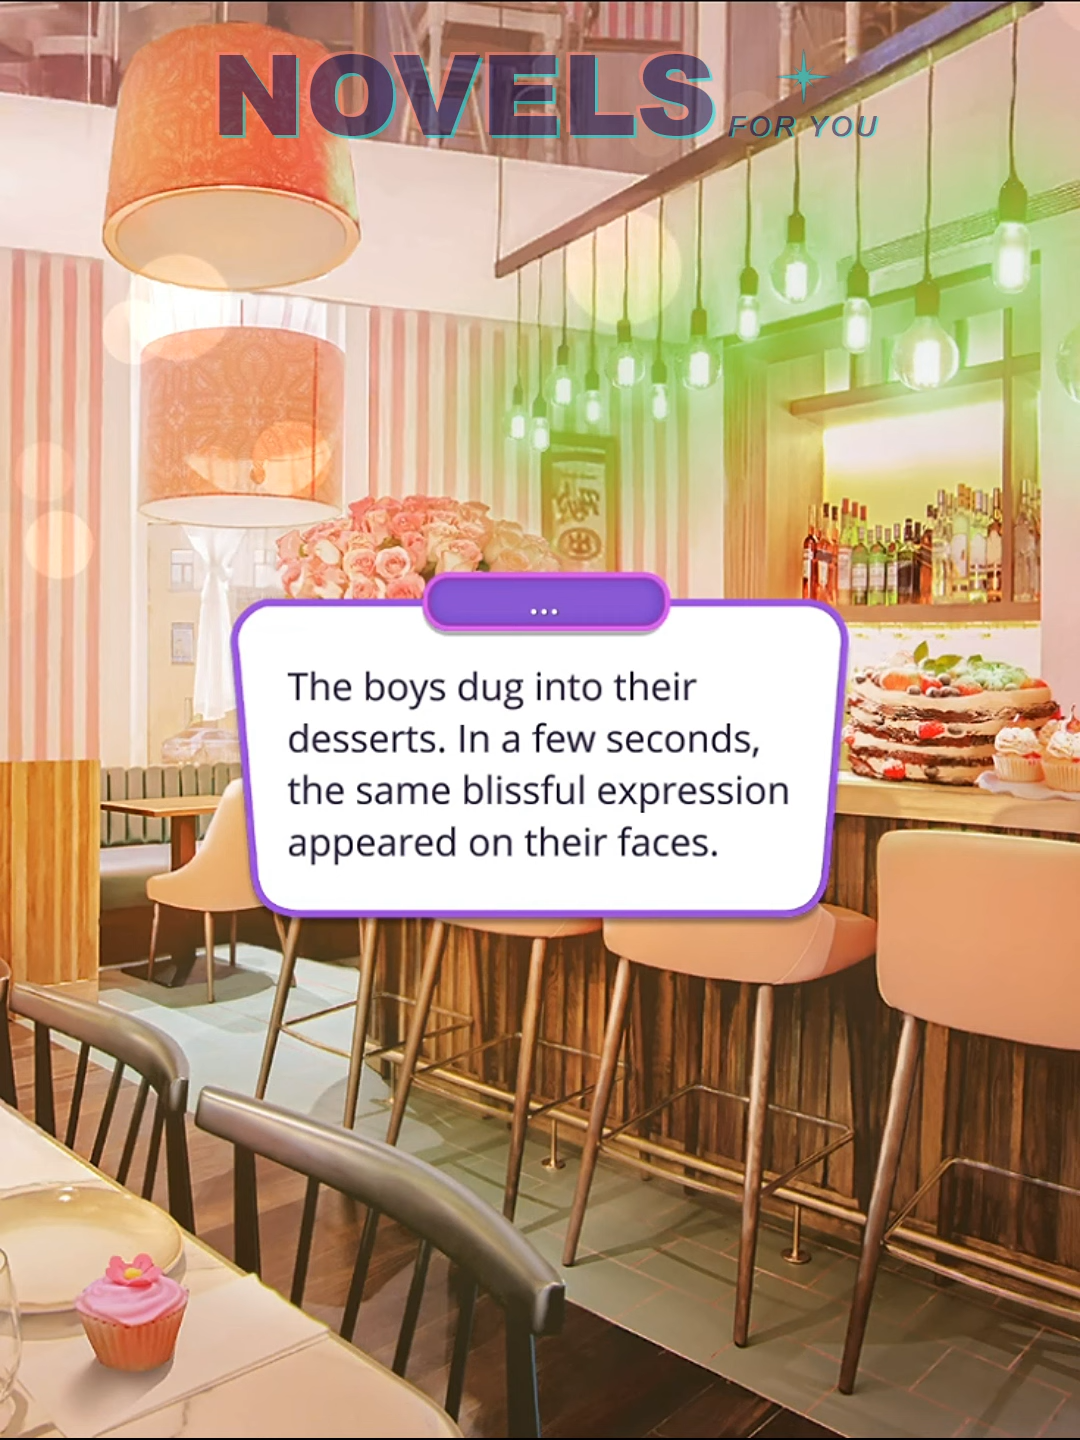 NOVELS
FOR YOU
...
The boys dug into their
desserts. In a few seconds,
the same blissful expression
appeared on their faces.